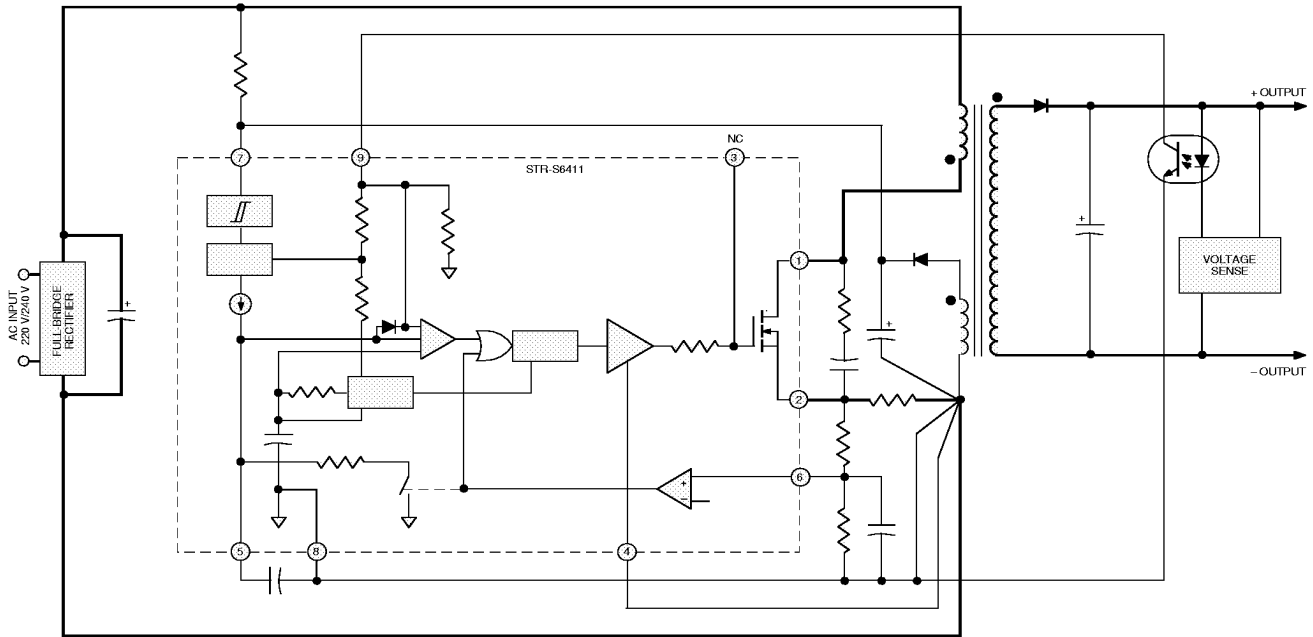 + OUTPUT
NC
7
9
3
STR-S6411
1
VOLTAGE
SENSE
AC INPUT
220 V/240 V
FULL-BRIDGE
RECTIFIER
+
+
+
2
– OUTPUT
6
+
–
5
8
4